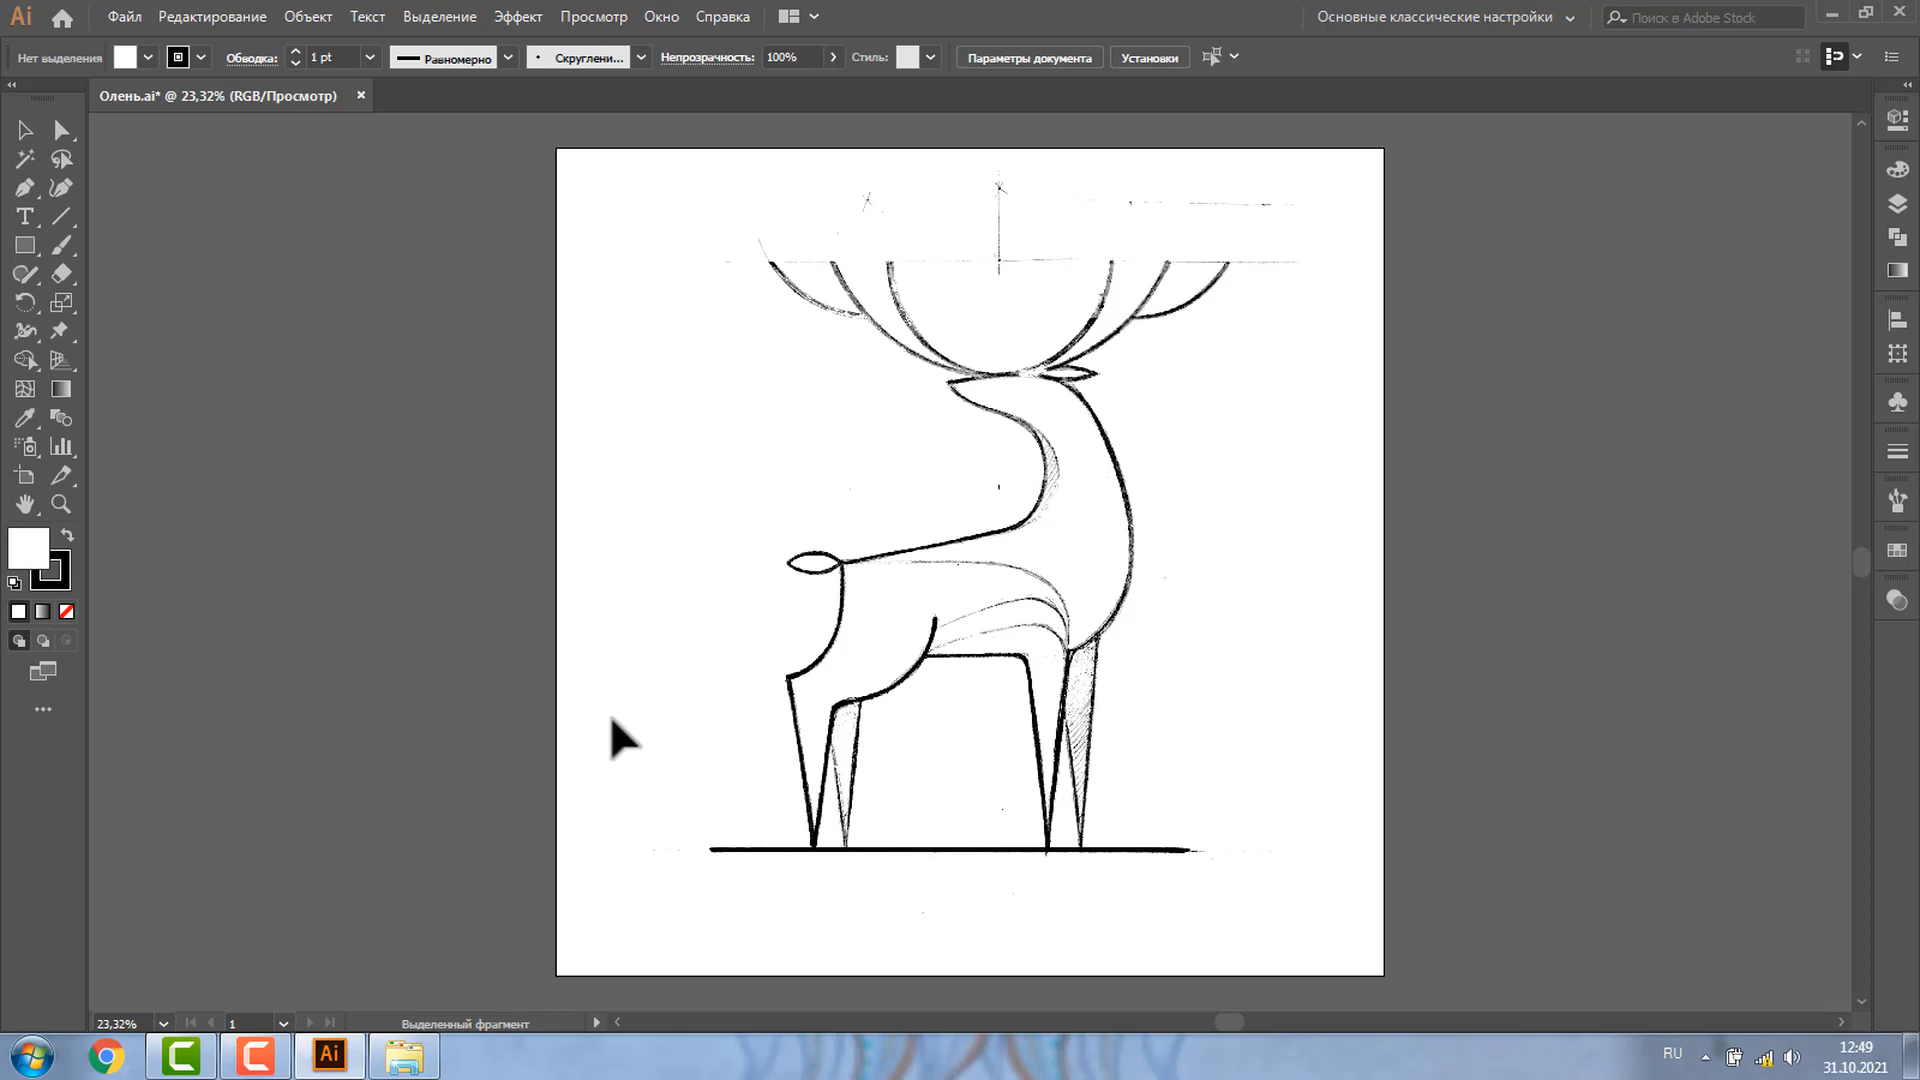 Ai Файл Редактирование Объект Текст Выделение Эффект Просмотр Окно Справка Основные классические настройки Поиск в Adobe Stock
Нет выделения Обводка: 1 pt Равномерно Скруглени... Непрозрачность: 100% Стиль: Параметры документа Установки
Олень.ai* @ 23,32% (RGB/Просмотр)
23,32% 1 Выделенный фрагмент
Ai RU 12:49
31.10.2021